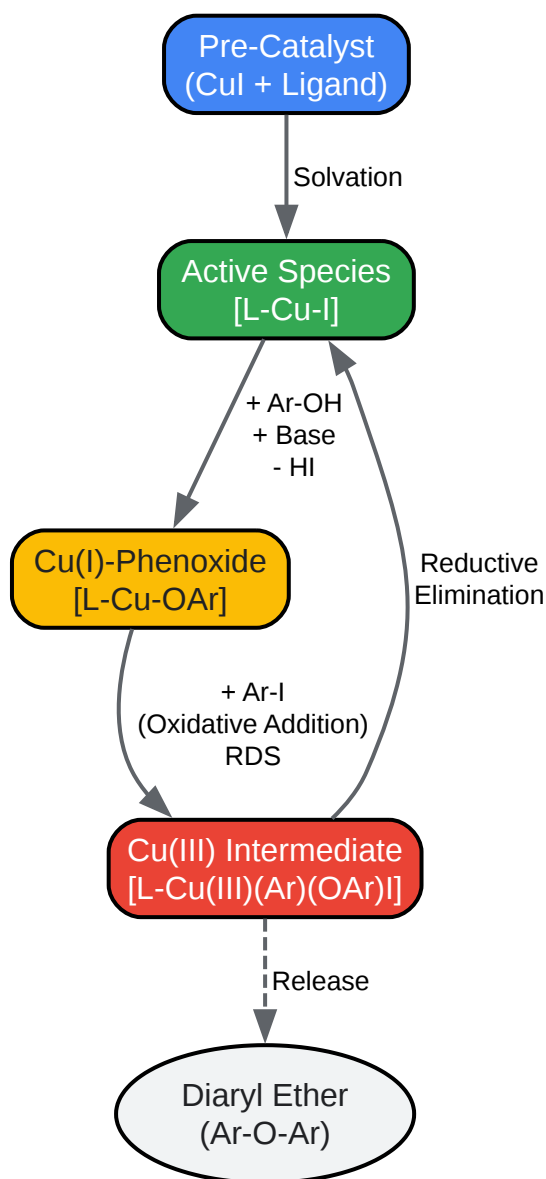 Pre-Catalyst
(CuI + Ligand)
Solvation
Active Species
[L-Cu-I]
+ Ar-OH
+ Base
- HI
Cu(I)-Phenoxide
[L-Cu-OAr]
Reductive
Elimination
+ Ar-I
(Oxidative Addition)
RDS
Cu(III) Intermediate
[L-Cu(III)(Ar)(OAr)I]
Release
Diaryl Ether
(Ar-O-Ar)